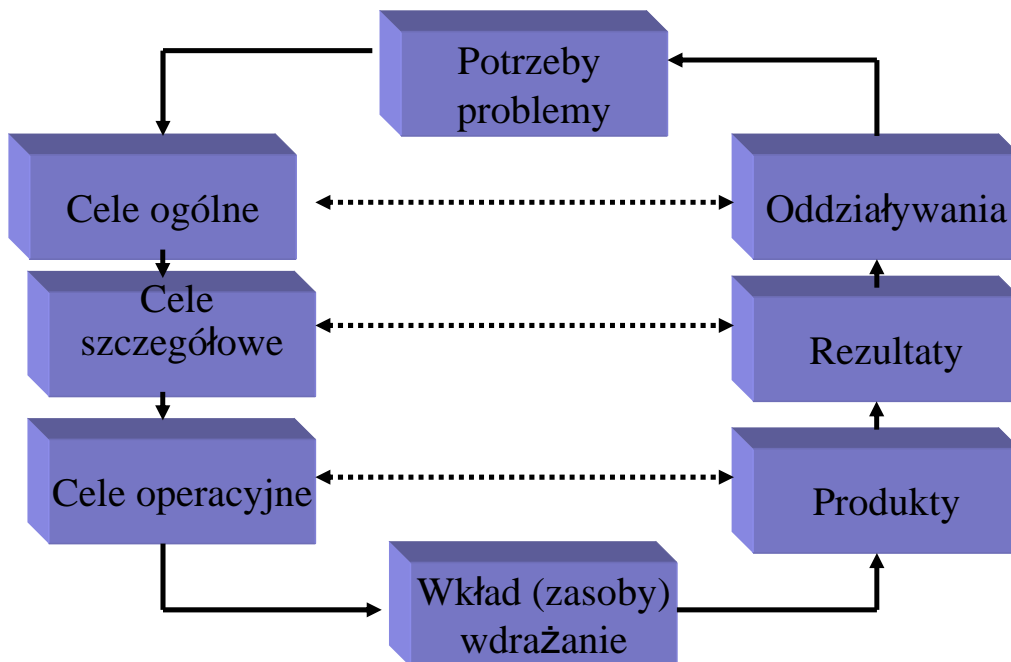 Potrzeby
problemy
Cele ogólne
Oddziaływania
Cele
szczegółowe
Rezultaty
Cele operacyjne
Produkty
Wkład (zasoby)
wdrażanie